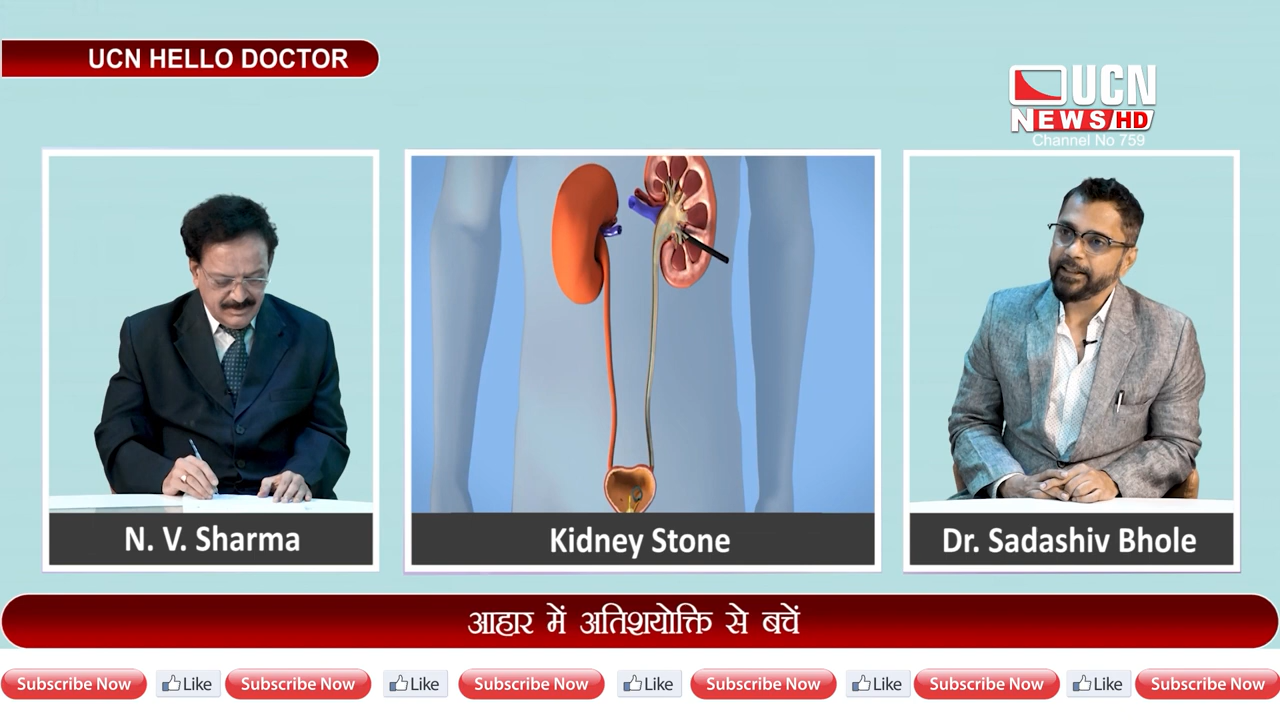 UCN HELLO DOCTOR
UCN
NEWS HD
Channel No 759
N. V. Sharma
Kidney Stone
Dr. Sadashiv Bhole
आहार में अतिशयोक्ति से बचें
Subscribe Now Like Subscribe Now Like Subscribe Now Like Subscribe Now Like Subscribe Now Like Subscribe Now